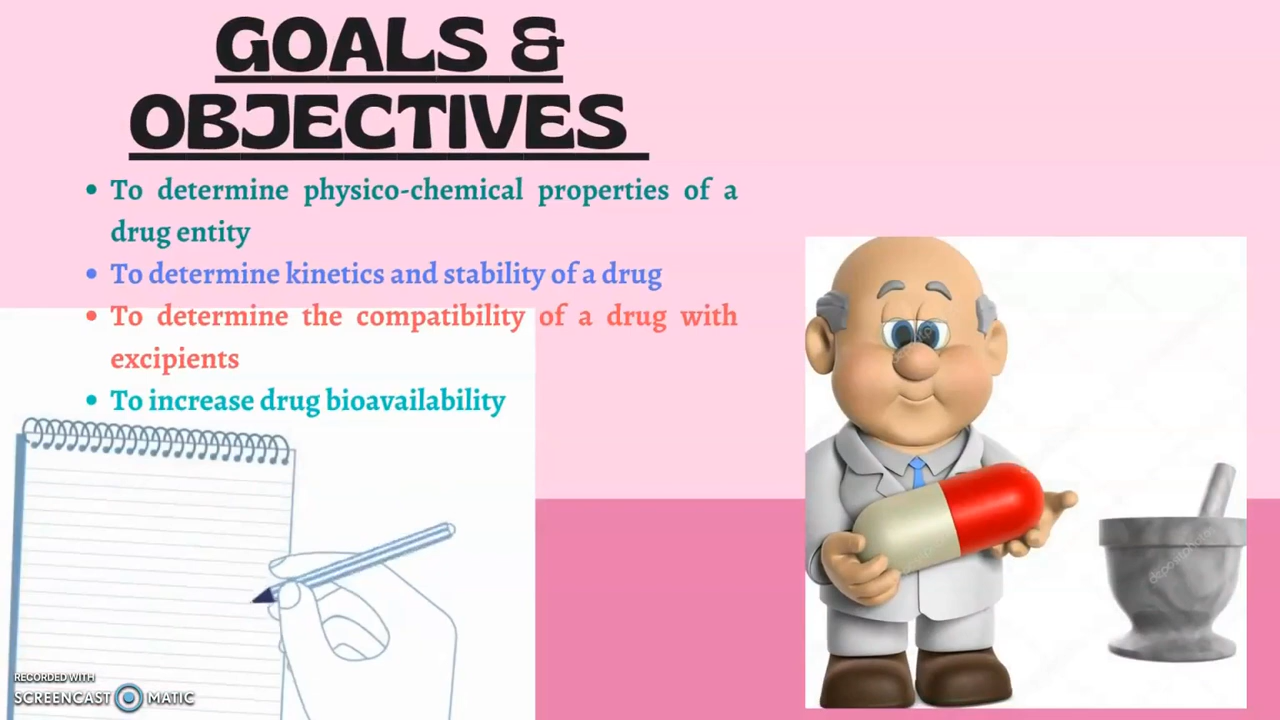 GOALS &
OBJECTIVES
• To determine physico-chemical properties of a
drug entity
• To determine kinetics and stability of a drug
• To determine the compatibility of a drug with
excipients
• To increase drug bioavailability
RECORDED WITH
SCREENCAST MATIC